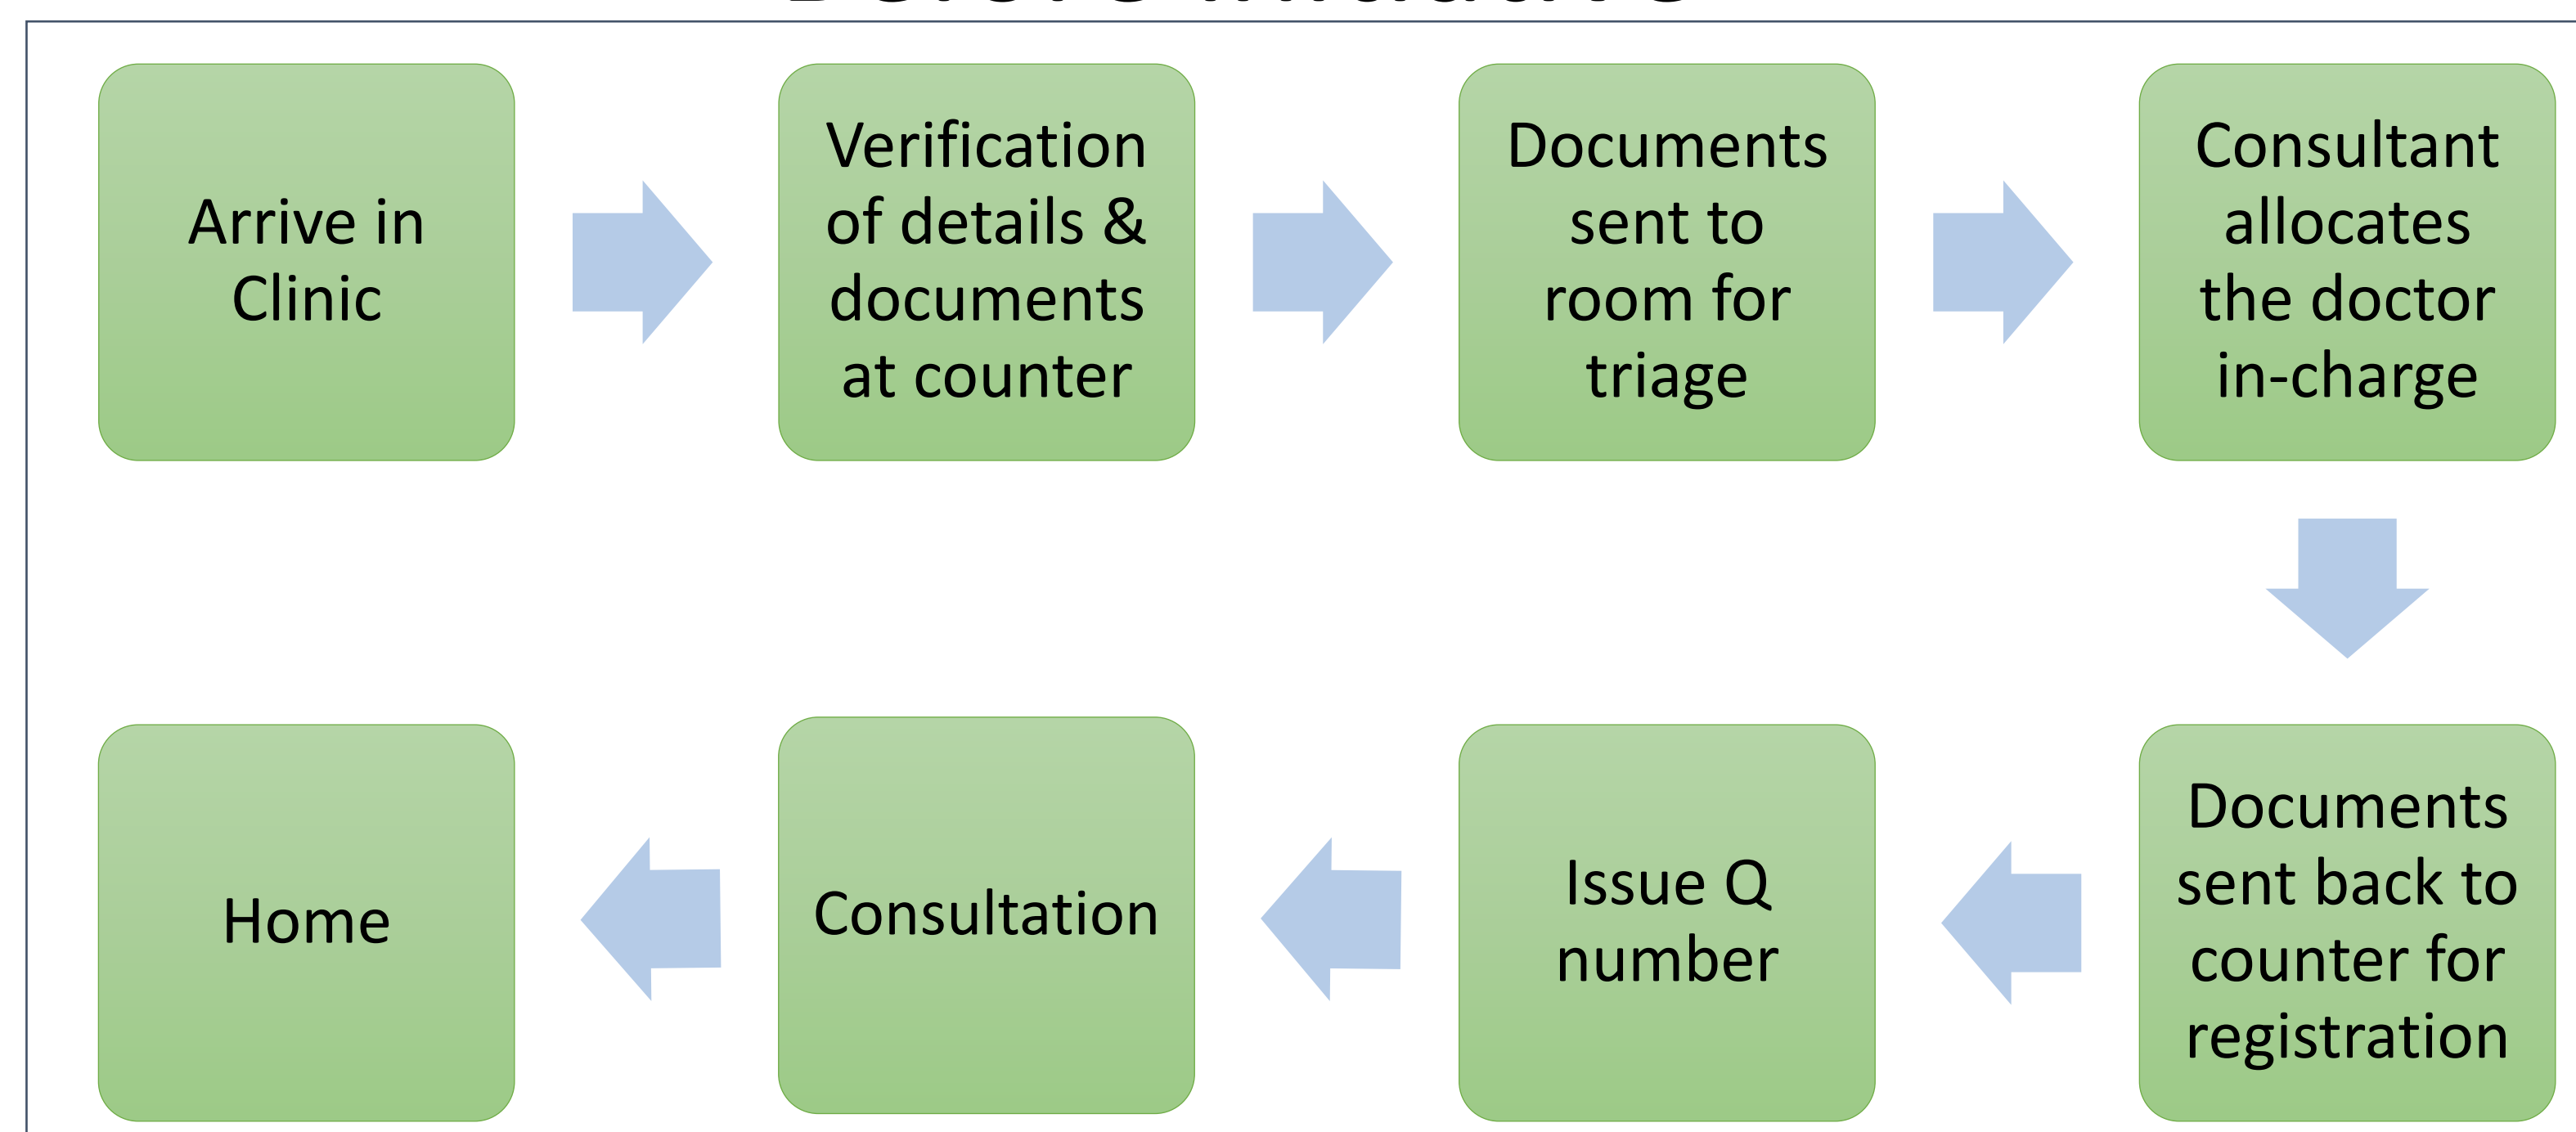 Arrive in
Clinic
Verification
of details &
documents
at counter
Documents
sent to
room for
triage
Consultant
allocates
the doctor
in-charge
Documents
sent back to
counter for
registration
Issue Q
number
Consultation
Home